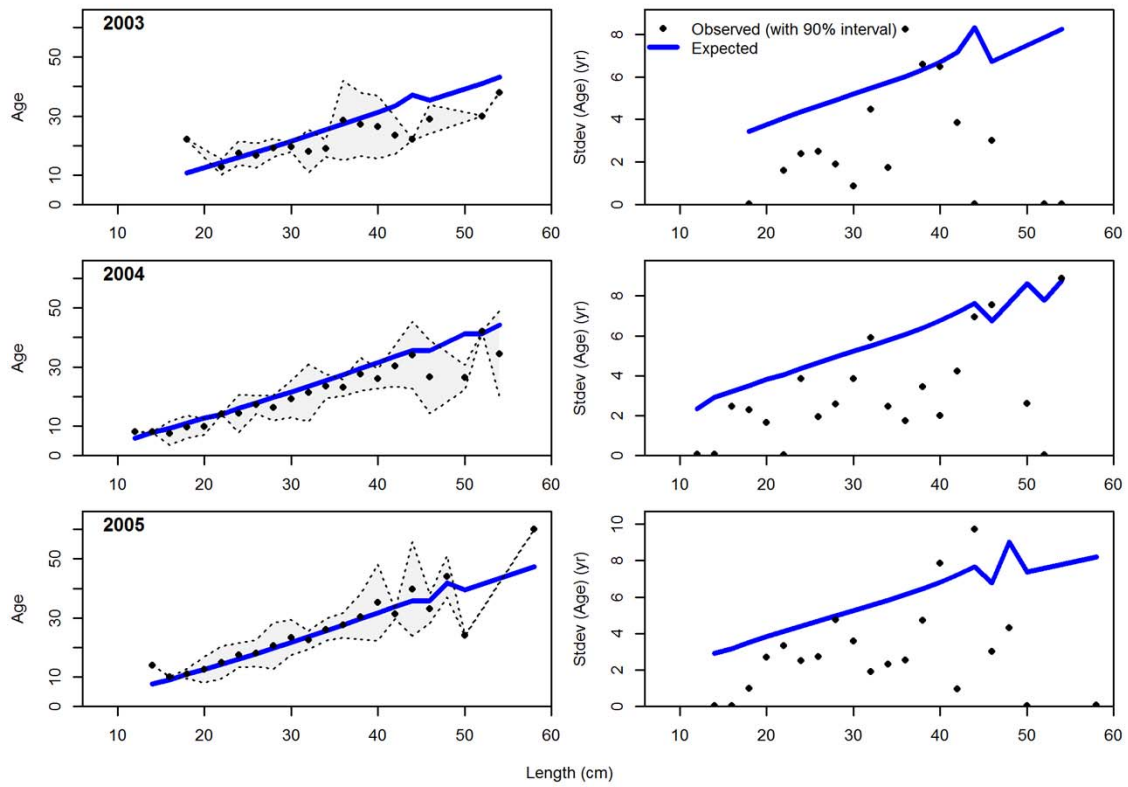 2003
Age
0 10 30 50
10 20 30 40 50 60
Stdev (Age) (yr)
0 2 4 6 8
10 20 30 40 50 60
Observed (with 90% interval)
Expected
2004
Age
0 10 30 50
10 20 30 40 50 60
Stdev (Age) (yr)
0 2 4 6 8
10 20 30 40 50 60
2005
Age
0 10 30 50
10 20 30 40 50 60
Stdev (Age) (yr)
0 2 4 6 8 10
10 20 30 40 50 60
Length (cm)